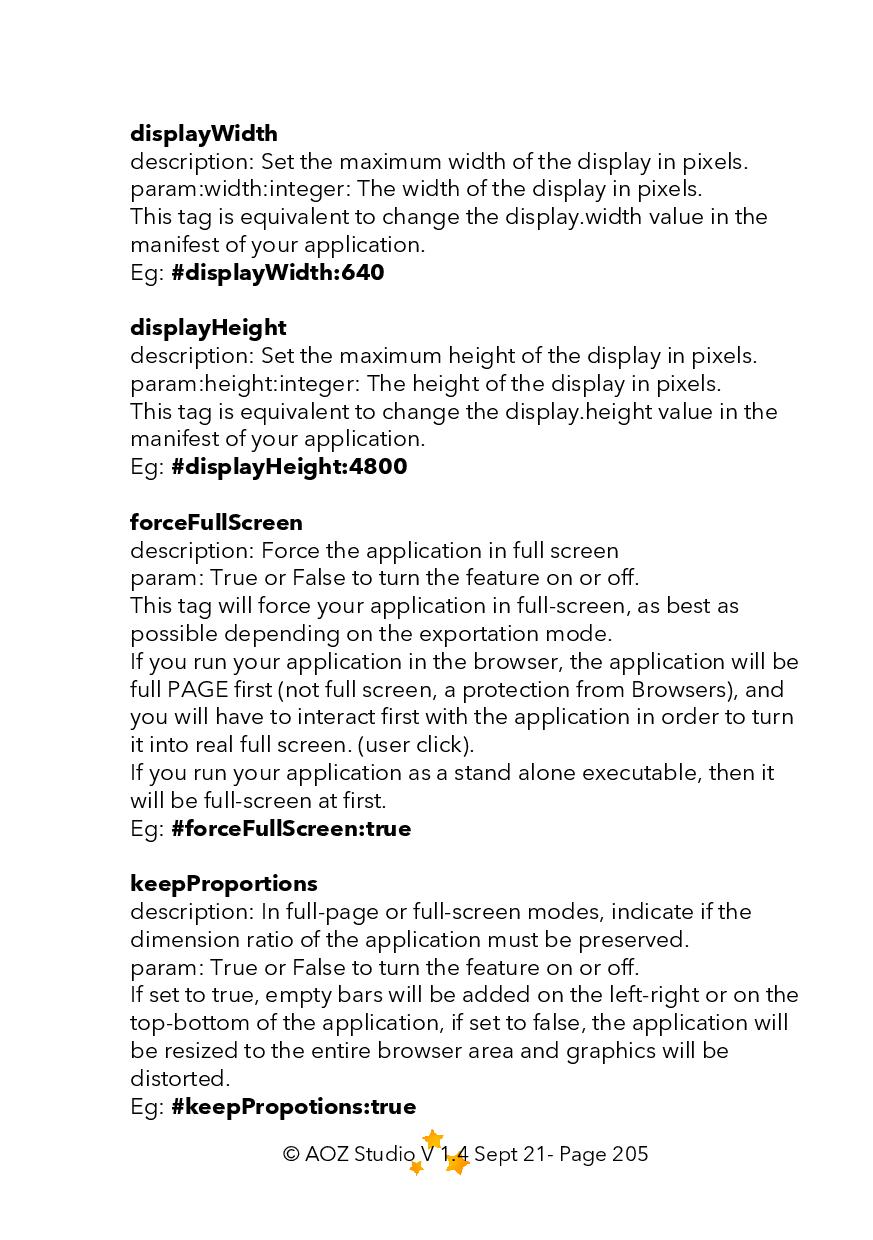 displayWidth
description: Set the maximum width of the display in pixels.
param:width:integer: The width of the display in pixels.
This tag is equivalent to change the display.width value in the
manifest of your application.
Eg: #displayWidth:640
displayHeight
description: Set the maximum height of the display in pixels.
param:height:integer: The height of the display in pixels.
This tag is equivalent to change the display.height value in the
manifest of your application.
Eg: #displayHeight:4800
forceFullScreen
description: Force the application in full screen
param: True or False to turn the feature on or off.
This tag will force your application in full-screen, as best as
possible depending on the exportation mode.
If you run your application in the browser, the application will be
full PAGE first (not full screen, a protection from Browsers), and
you will have to interact first with the application in order to turn
it into real full screen. (user click).
If you run your application as a stand alone executable, then it
will be full-screen at first.
Eg: #forceFullScreen:true
keepProportions
description: In full-page or full-screen modes, indicate if the
dimension ratio of the application must be preserved.
param: True or False to turn the feature on or off.
If set to true, empty bars will be added on the left-right or on the
top-bottom of the application, if set to false, the application will
be resized to the entire browser area and graphics will be
distorted.
Eg: #keepPropotions:true
© AOZ Studio V 1.4 Sept 21- Page 205